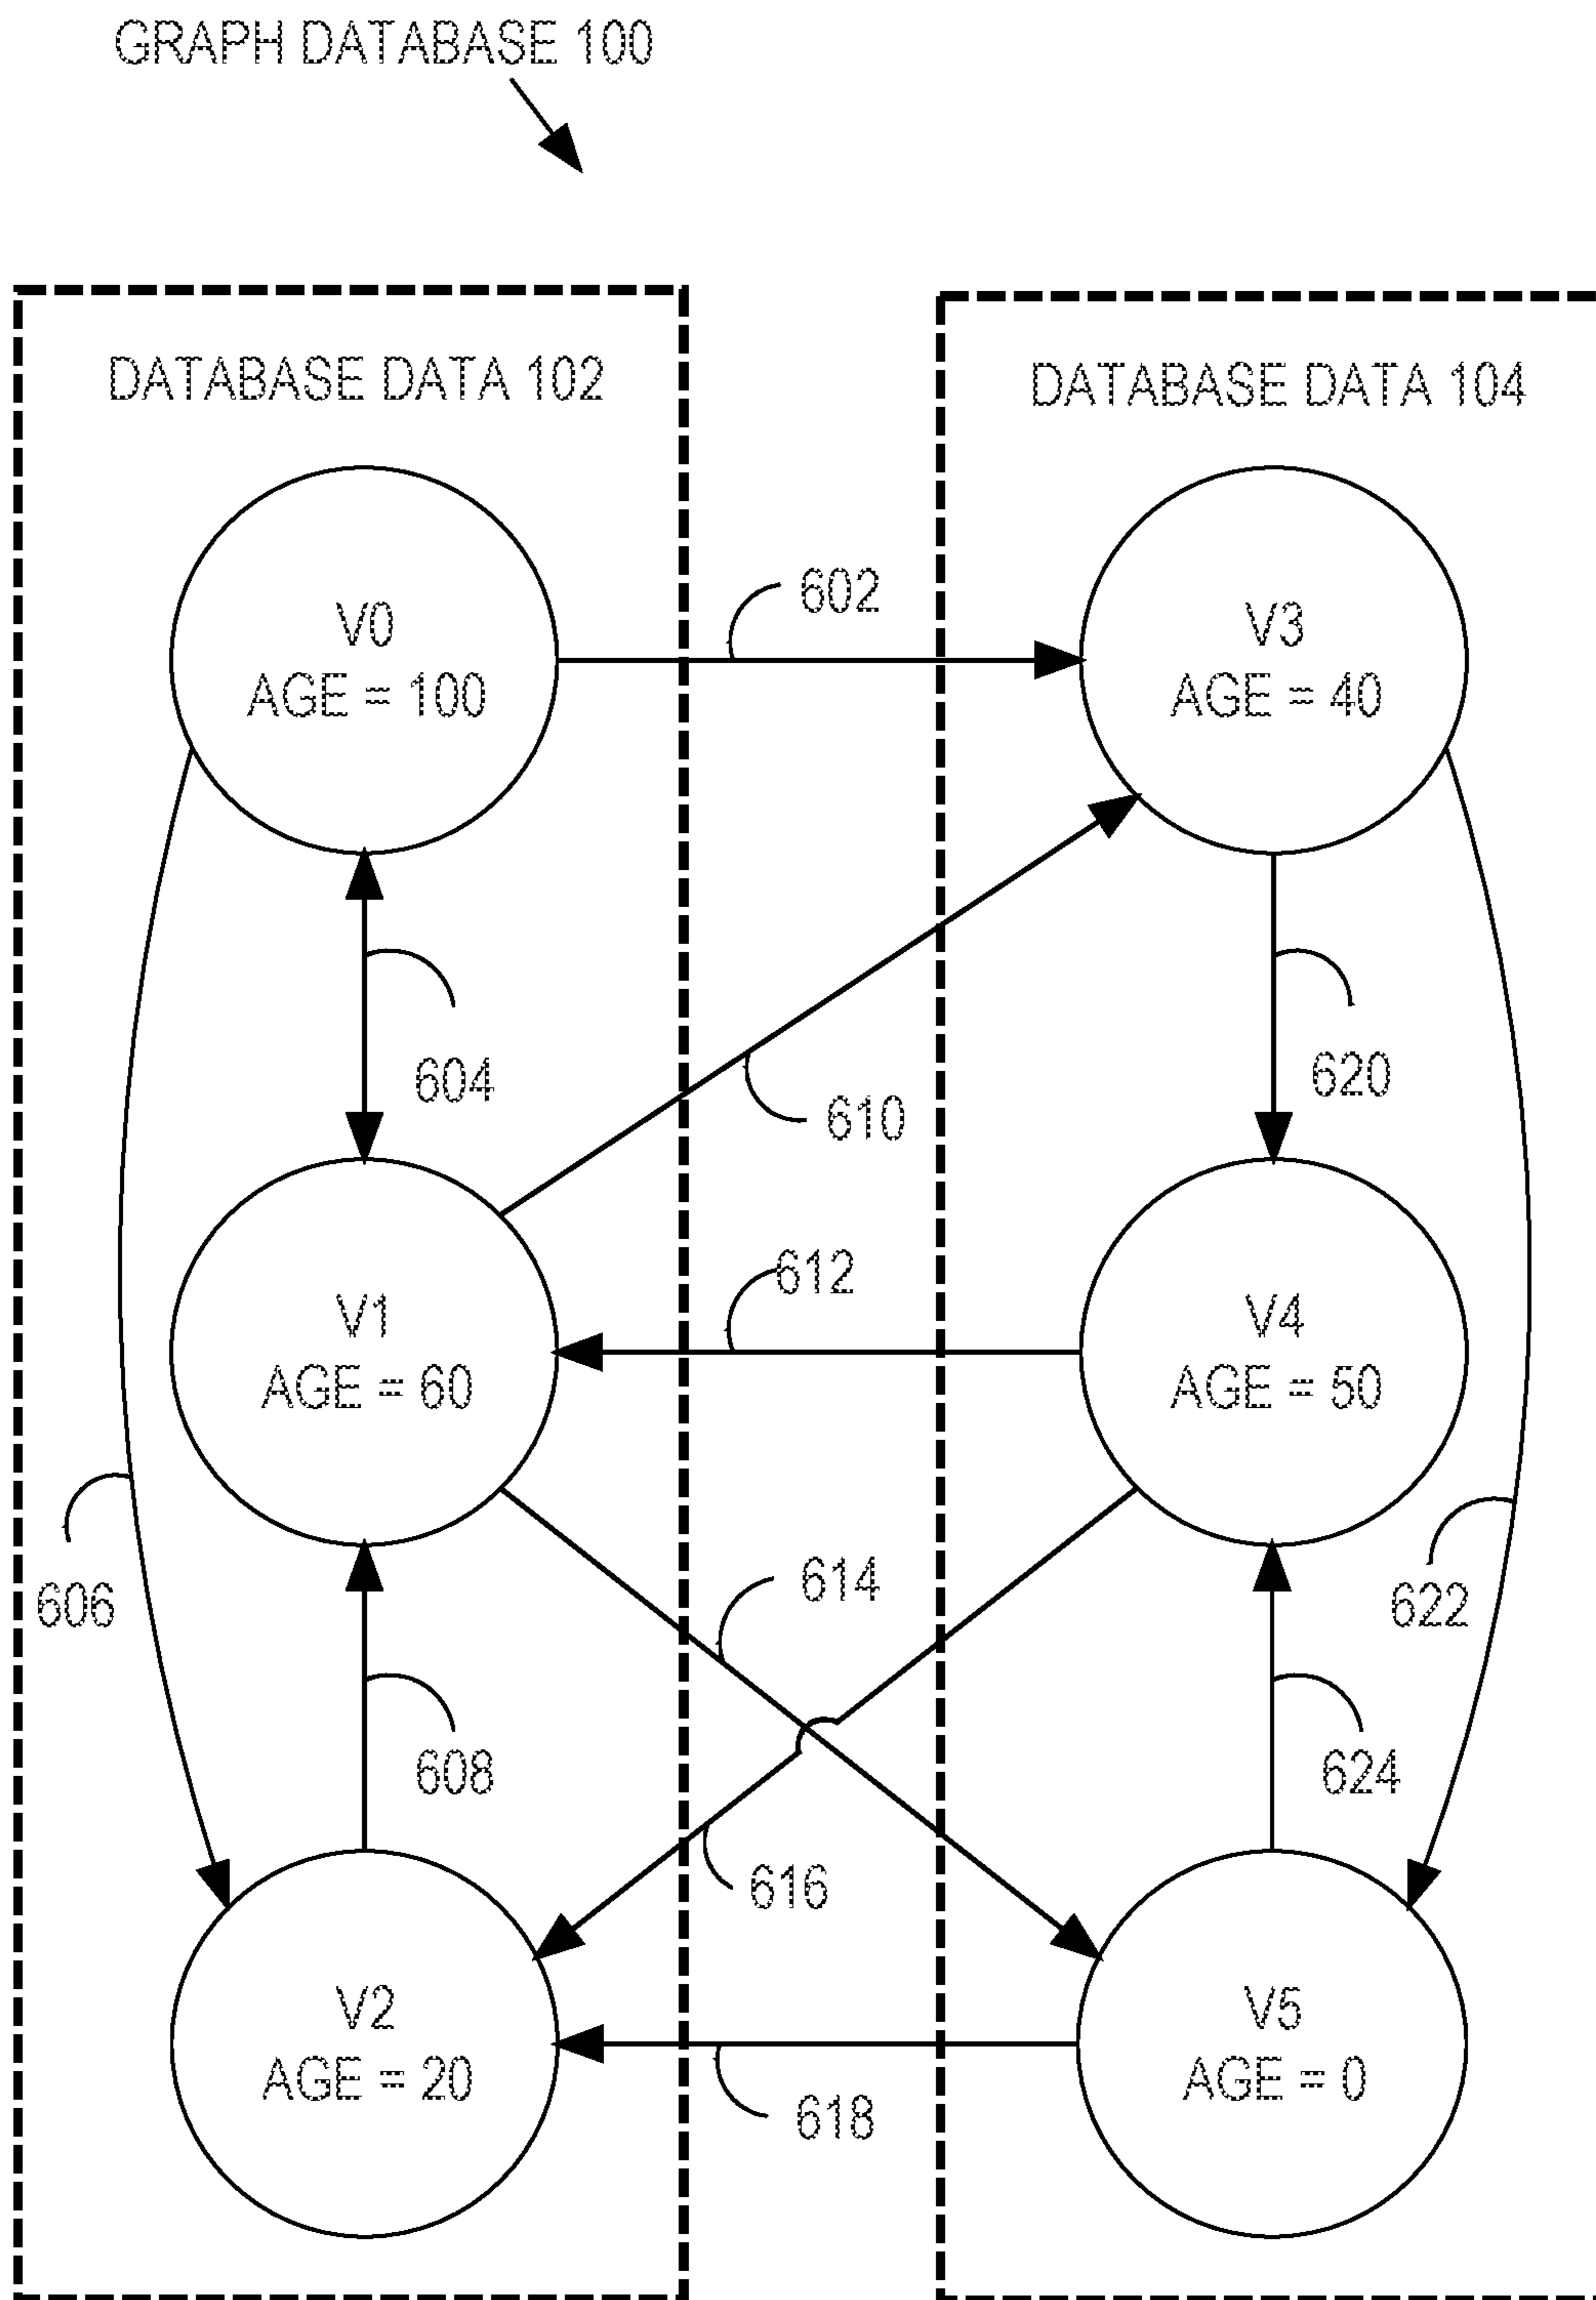 GRAPH DATABASE 100
DATABASE DATA 102
DATABASE DATA 104
V0
AGE = 100
602
V3
AGE = 40
604
610
620
V1
AGE = 60
612
V4
AGE = 50
606
614
622
608
616
624
V2
AGE = 20
618
V5
AGE = 0